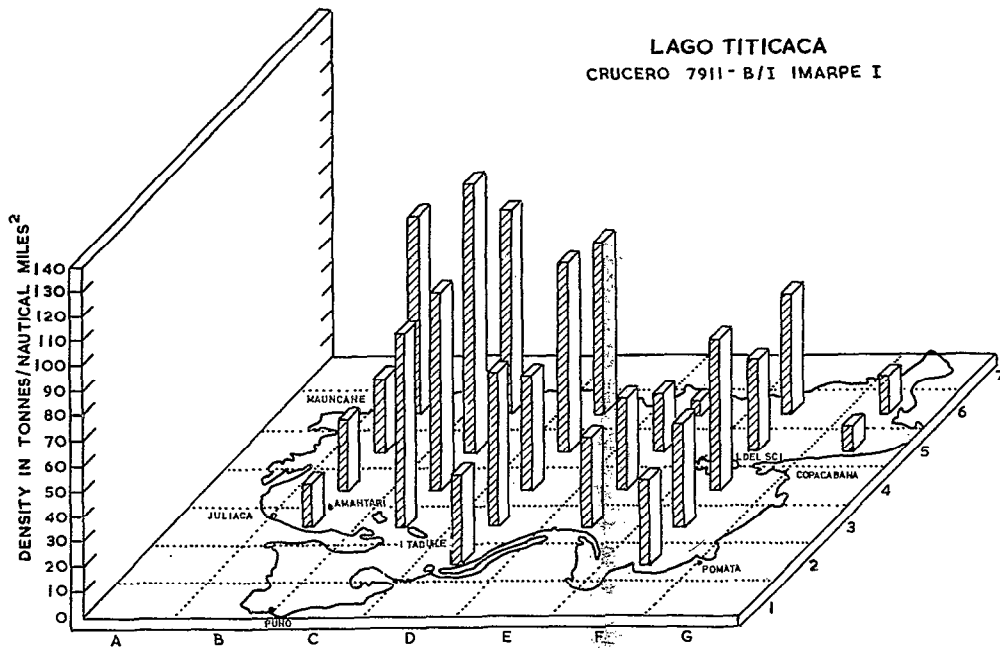 LAGO TITICACA
CRUCERO 7911-B/I IMARPE I
DENSITY IN TONNES/NAUTICAL MILES²
140
130
120
110
100
90
80
70
60
50
40
30
20
10
0
MAUNCANE
JULIACA
AMAHTARI
I TADULE
PUNO
I.DEL SCI
COPACABANA
POMATA
A
B
C
D
E
F
G
1
2
3
4
5
6
7